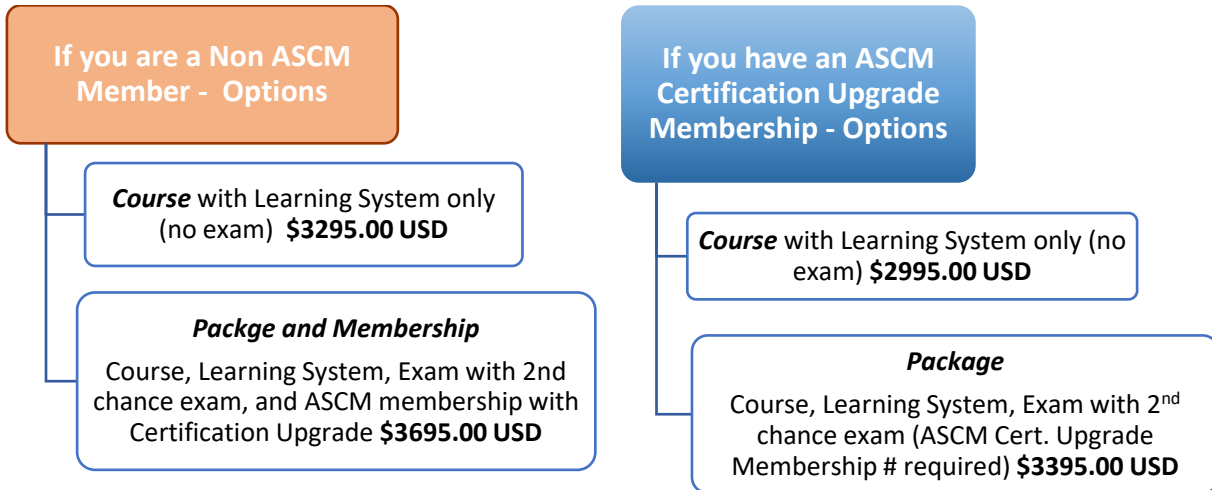 If you are a Non ASCM
Member -  Options
Course with Learning System only
(no exam)  $3295.00 USD
Packge and Membership
Course, Learning System, Exam with 2nd
chance exam, and ASCM membership with
Certification Upgrade $3695.00 USD
If you have an ASCM
Certification Upgrade
Membership - Options
Course with Learning System only (no
exam) $2995.00 USD
Package
Course, Learning System, Exam with 2nd
chance exam (ASCM Cert. Upgrade
Membership # required) $3395.00 USD